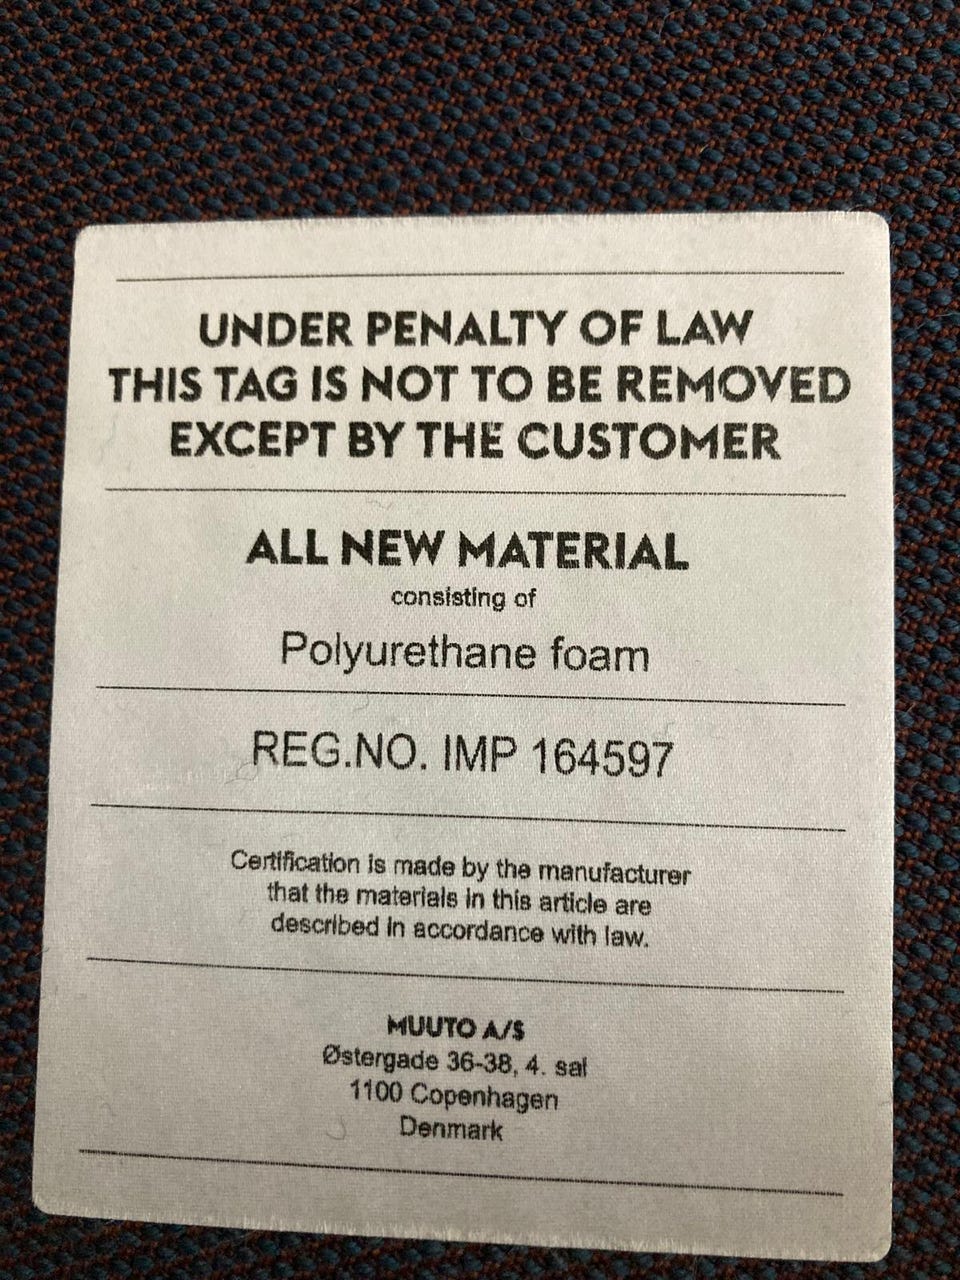 UNDER PENALTY OF LAW
THIS TAG IS NOT TO BE REMOVED
EXCEPT BY THE CUSTOMER
ALL NEW MATERIAL
consisting of
Polyurethane foam
REG.NO. IMP 164597
Certification is made by the manufacturer
that the materials in this article are
described in accordance with law.
MUUTO A/S
Østergade 36-38, 4. sal
1100 Copenhagen
Denmark